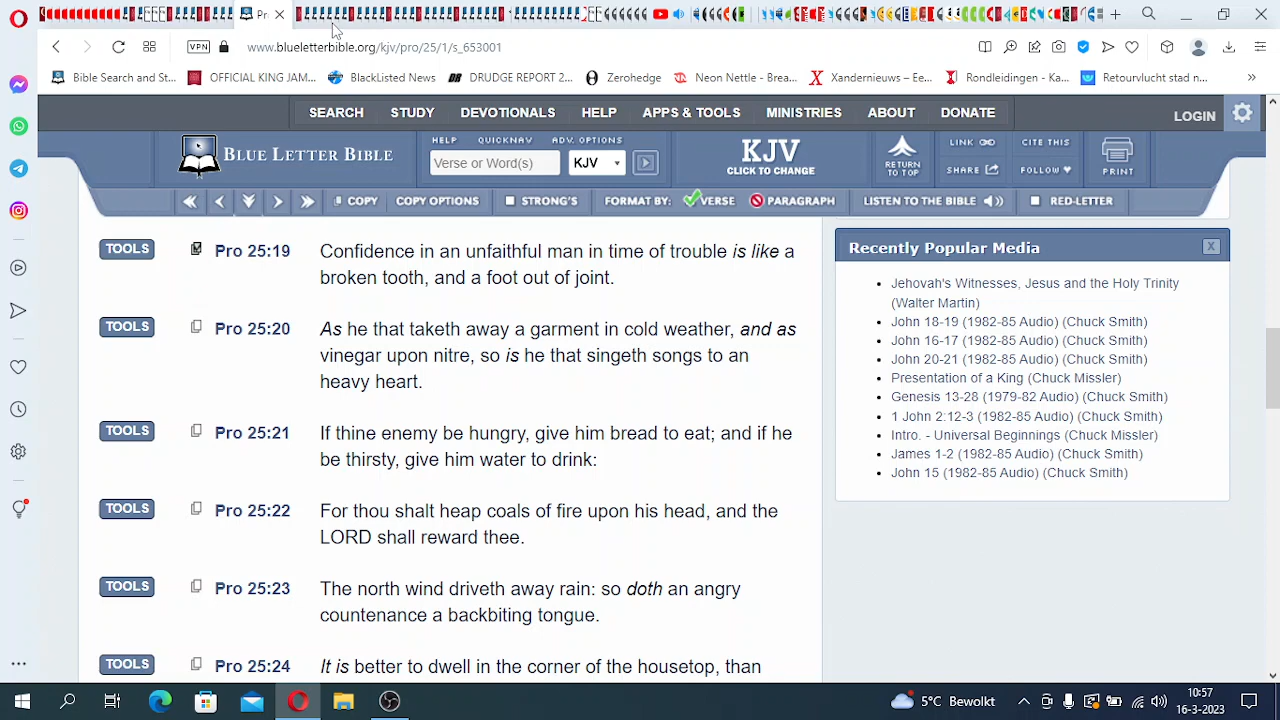 Pr
www.blueletterbible.org/kjv/pro/25/1/s_653001
VPN
Bible Search and St...
OFFICIAL KING JAM...
BlackListed News
DRUDGE REPORT 2...
Zerohedge
Neon Nettle - Brea...
Xandernieuws – Ee...
Rondleidingen - Ka...
Retourvlucht stad n...
SEARCH
STUDY
DEVOTIONALS
HELP
APPS & TOOLS
MINISTRIES
ABOUT
DONATE
LOGIN
BLUE LETTER BIBLE
HELP
QUICKNAV
ADV. OPTIONS
Verse or Word(s)
KJV
KJV
CLICK TO CHANGE
RETURN
TO TOP
LINK
SHARE
CITE THIS
FOLLOW
PRINT
COPY
COPY OPTIONS
STRONG'S
FORMAT BY:
VERSE
PARAGRAPH
LISTEN TO THE BIBLE
RED-LETTER
TOOLS
Pro 25:19
Confidence in an unfaithful man in time of trouble is like a
broken tooth, and a foot out of joint.
TOOLS
Pro 25:20
As he that taketh away a garment in cold weather, and as
vinegar upon nitre, so is he that singeth songs to an
heavy heart.
TOOLS
Pro 25:21
If thine enemy be hungry, give him bread to eat; and if he
be thirsty, give him water to drink:
TOOLS
Pro 25:22
For thou shalt heap coals of fire upon his head, and the
LORD shall reward thee.
TOOLS
Pro 25:23
The north wind driveth away rain: so doth an angry
countenance a backbiting tongue.
TOOLS
Pro 25:24
It is better to dwell in the corner of the housetop, than
Recently Popular Media
X
Jehovah's Witnesses, Jesus and the Holy Trinity
(Walter Martin)
John 18-19 (1982-85 Audio) (Chuck Smith)
John 16-17 (1982-85 Audio) (Chuck Smith)
John 20-21 (1982-85 Audio) (Chuck Smith)
Presentation of a King (Chuck Missler)
Genesis 13-28 (1979-82 Audio) (Chuck Smith)
1 John 2:12-3 (1982-85 Audio) (Chuck Smith)
Intro. - Universal Beginnings (Chuck Missler)
James 1-2 (1982-85 Audio) (Chuck Smith)
John 15 (1982-85 Audio) (Chuck Smith)
5°C Bewolkt
10:57
16-3-2023